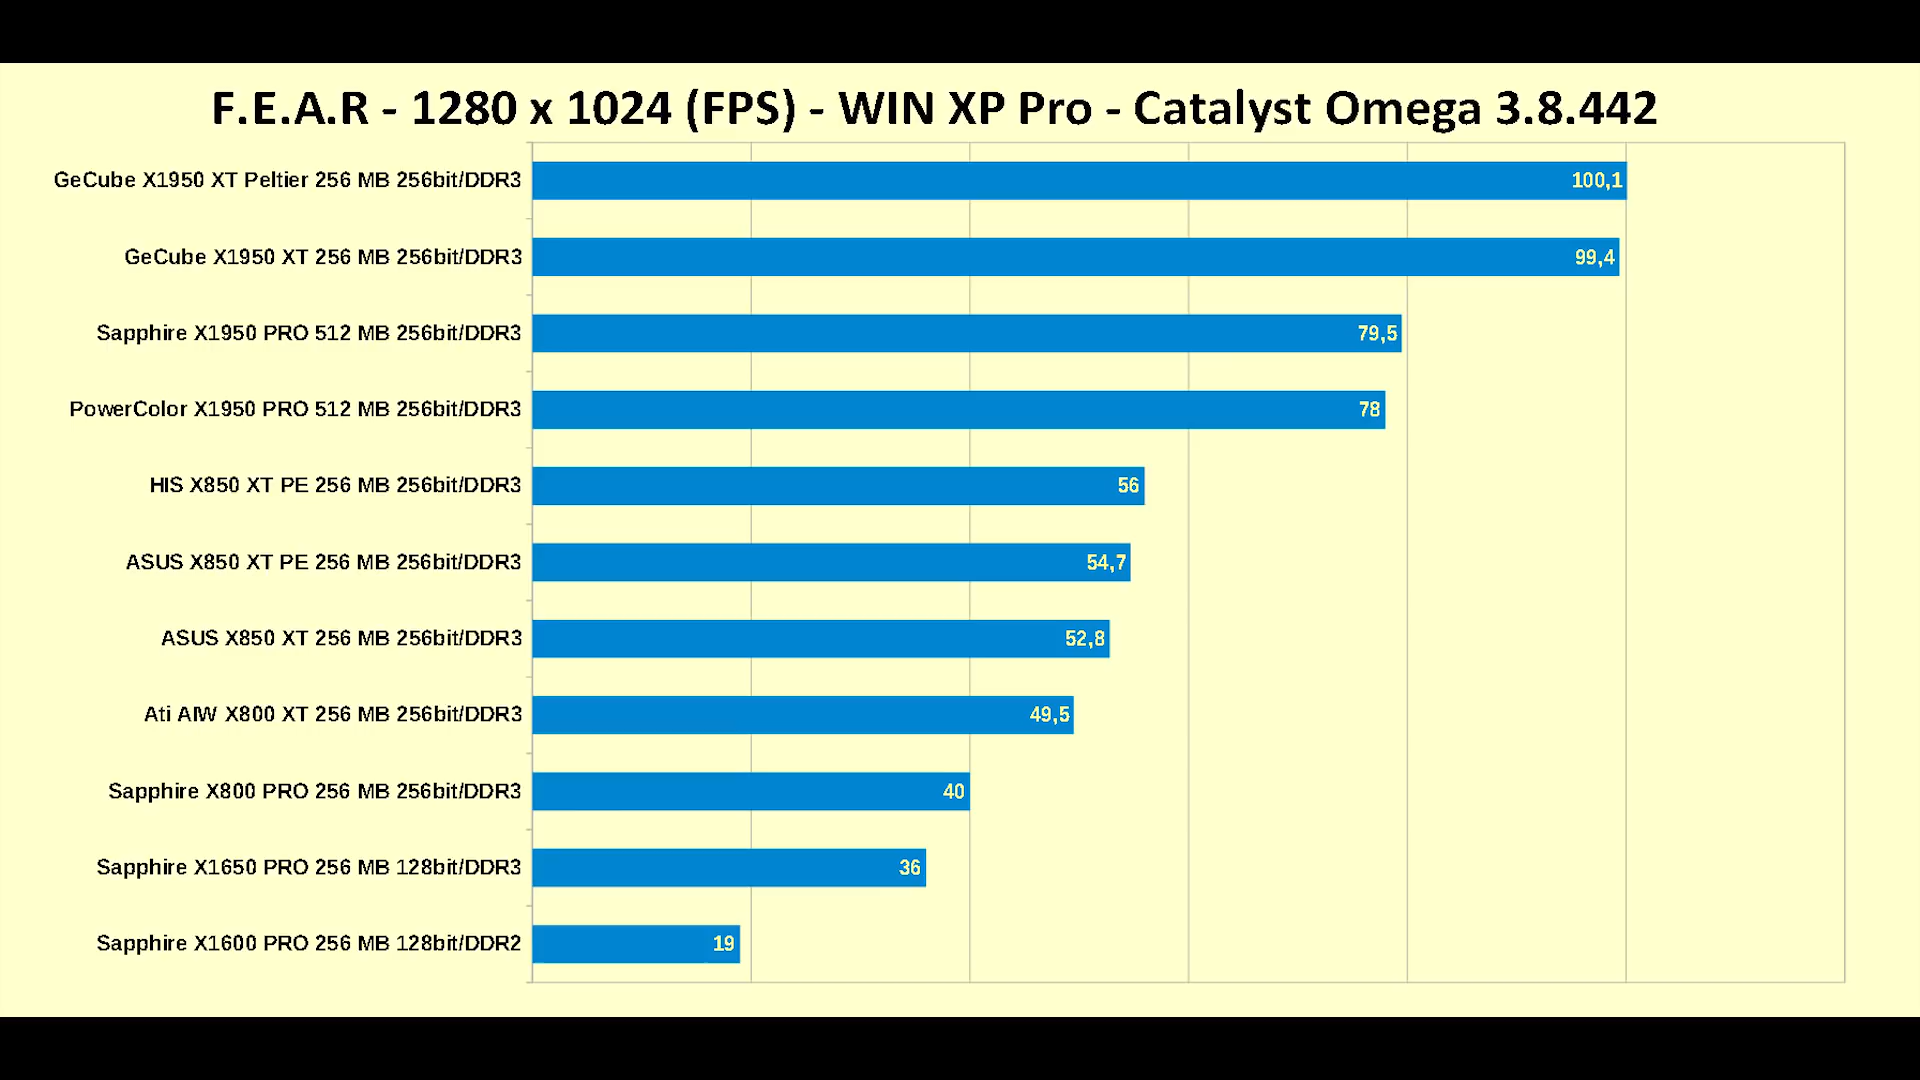 F.E.A.R - 1280 x 1024 (FPS) - WIN XP Pro - Catalyst Omega 3.8.442
GeCube X1950 XT Peltier 256 MB 256bit/DDR3 100,1
GeCube X1950 XT 256 MB 256bit/DDR3 99,4
Sapphire X1950 PRO 512 MB 256bit/DDR3 79,5
PowerColor X1950 PRO 512 MB 256bit/DDR3 78
HIS X850 XT PE 256 MB 256bit/DDR3 56
ASUS X850 XT PE 256 MB 256bit/DDR3 54,7
ASUS X850 XT 256 MB 256bit/DDR3 52,8
Ati AIW X800 XT 256 MB 256bit/DDR3 49,5
Sapphire X800 PRO 256 MB 256bit/DDR3 40
Sapphire X1650 PRO 256 MB 128bit/DDR3 36
Sapphire X1600 PRO 256 MB 128bit/DDR2 19